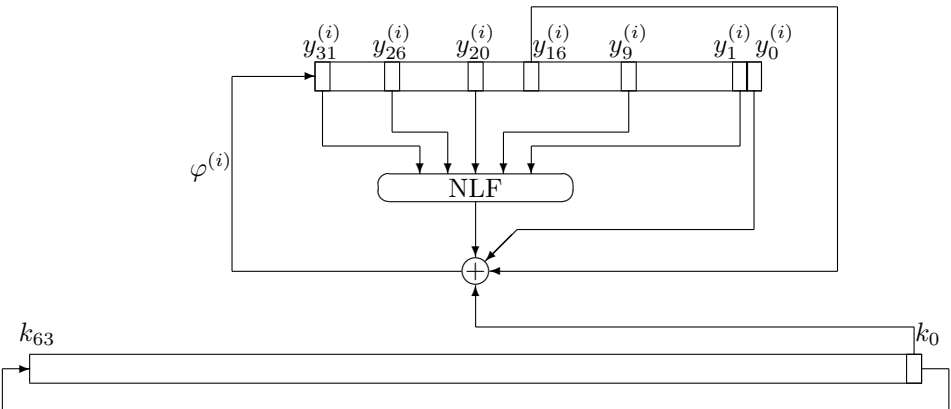 y_{31}^{(i)} y_{26}^{(i)} y_{20}^{(i)} y_{16}^{(i)} y_{9}^{(i)} y_{1}^{(i)} y_{0}^{(i)}
φ^{(i)}
NLF
+
k_{63} k_{0}